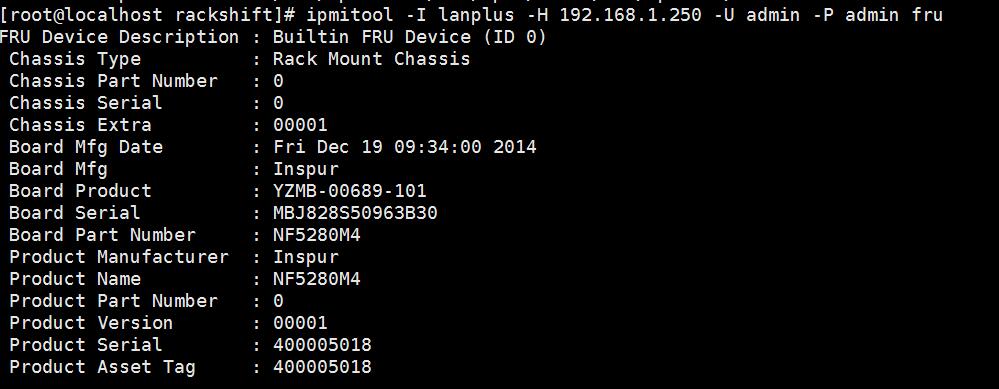 [root@localhost rackshift]# ipmitool -I lanplus -H 192.168.1.250 -U admin -P admin fru
FRU Device Description : Builtin FRU Device (ID 0)
 Chassis Type          : Rack Mount Chassis
 Chassis Part Number   : 0
 Chassis Serial        : 0
 Chassis Extra         : 00001
 Board Mfg Date        : Fri Dec 19 09:34:00 2014
 Board Mfg             : Inspur
 Board Product         : YZMB-00689-101
 Board Serial          : MBJ828S50963B30
 Board Part Number     : NF5280M4
 Product Manufacturer  : Inspur
 Product Name          : NF5280M4
 Product Part Number   : 0
 Product Version       : 00001
 Product Serial        : 400005018
 Product Asset Tag     : 400005018